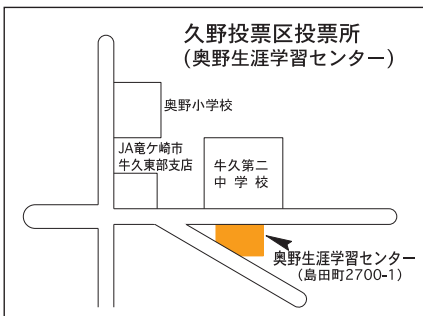 久野投票区投票所
(奥野生涯学習センター)
奥野小学校
JA竜ケ崎市
牛久東部支店
牛久第二
中学校
奥野生涯学習センター
(島田町2700-1)